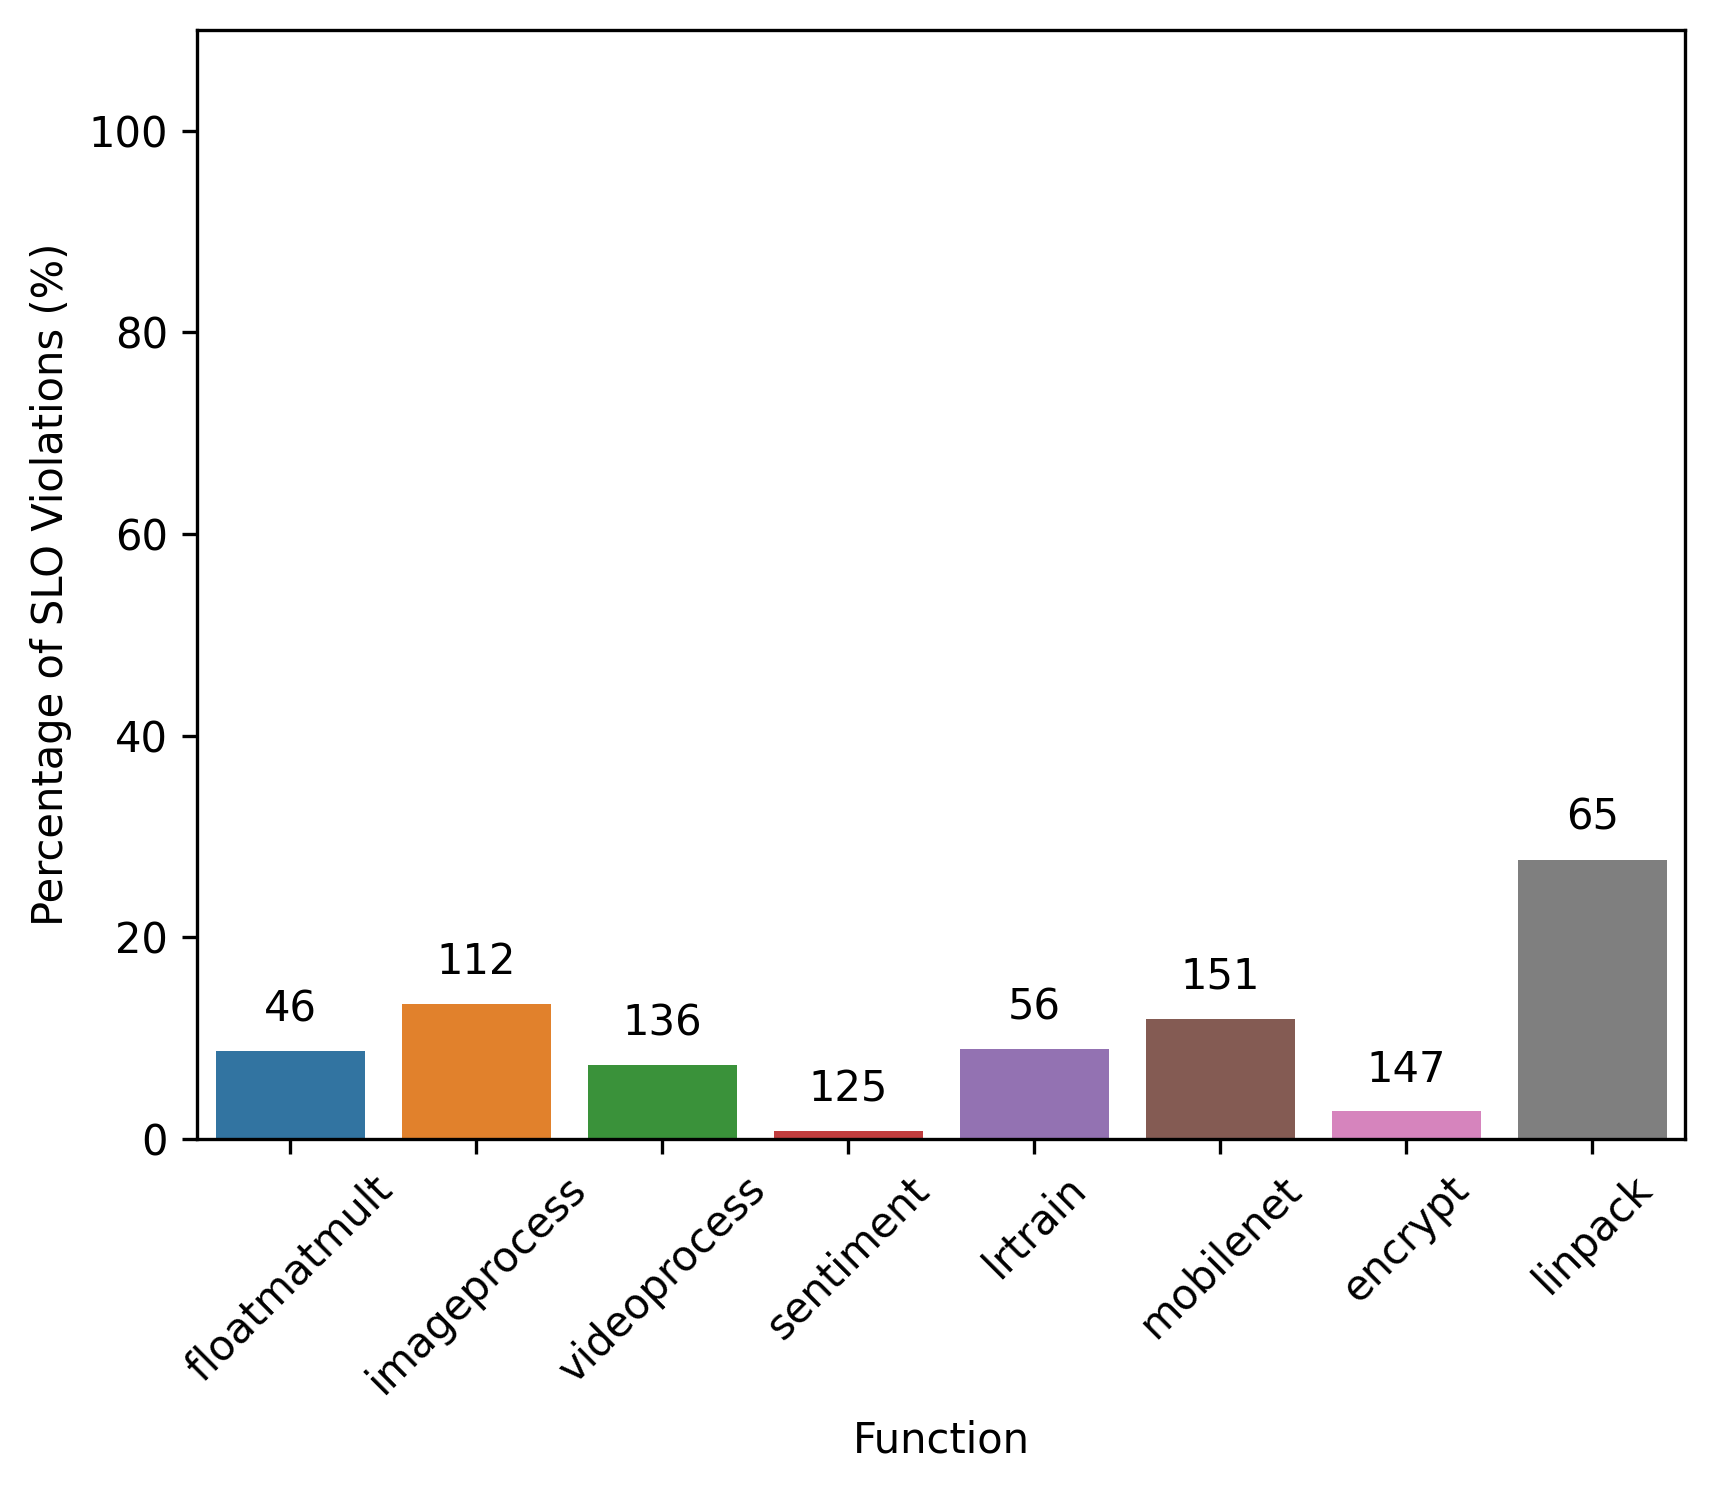 Percentage of SLO Violations (%)
100
80
60
40
20
0
46
112
136
125
56
151
147
65
floatmatmult
imageprocess
videoprocess
sentiment
lrtrain
mobilenet
encrypt
linpack
Function